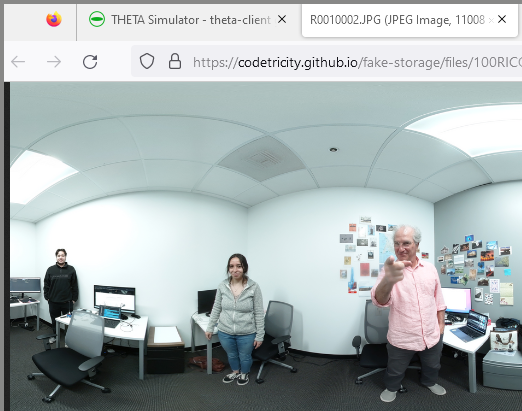 THETA Simulator - theta-client
R0010002.JPG (JPEG Image, 11008
https://codetricity.github.io/fake-storage/files/100RICO